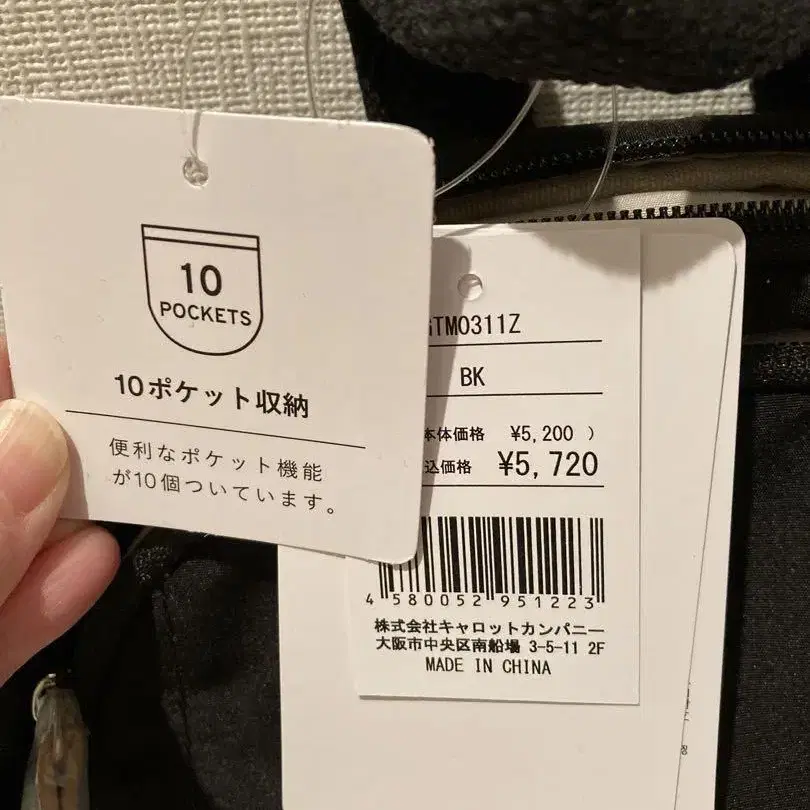 10
POCKETS
10ポケット収納
便利なポケット機能
が10個ついています。
TM0311Z
BK
本体価格 ¥5,200 )
込価格 ¥5,720
4 580052 951223
株式会社キャロットカンパニー
大阪市中央区南船場 3-5-11 2F
MADE IN CHINA